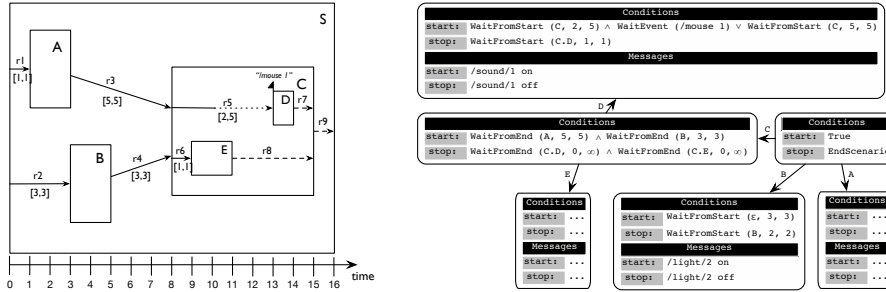 S
A
"/mouse 1"
C
r1
[1,1]
r3
[5,5]
r5
[2,5]
D
r7
r9
B
r4
[3,3]
r6
[1,1]
E
r8
r2
[3,3]
0 1 2 3 4 5 6 7 8 9 10 11 12 13 14 15 16
time
Conditions
start: WaitFromStart (C, 2, 5) ∧ WaitEvent (/mouse 1) ∨ WaitFromStart (C, 5, 5)
stop: WaitFromStart (C.D, 1, 1)
Messages
start: /sound/1 on
stop: /sound/1 off
D
Conditions
start: WaitFromEnd (A, 5, 5) ∧ WaitFromEnd (B, 3, 3)
stop: WaitFromEnd (C.D, 0, ∞) ∧ WaitFromEnd (C.E, 0, ∞)
C
Conditions
start: True
stop: EndScenario
E
B
A
Conditions
start: ...
stop: ...
Messages
start: ...
stop: ...
Conditions
start: WaitFromStart (ε, 3, 3)
stop: WaitFromStart (B, 2, 2)
Messages
start: /light/2 on
stop: /light/2 off
Conditions
start: ...
stop: ...
Messages
start: ...
stop: ...